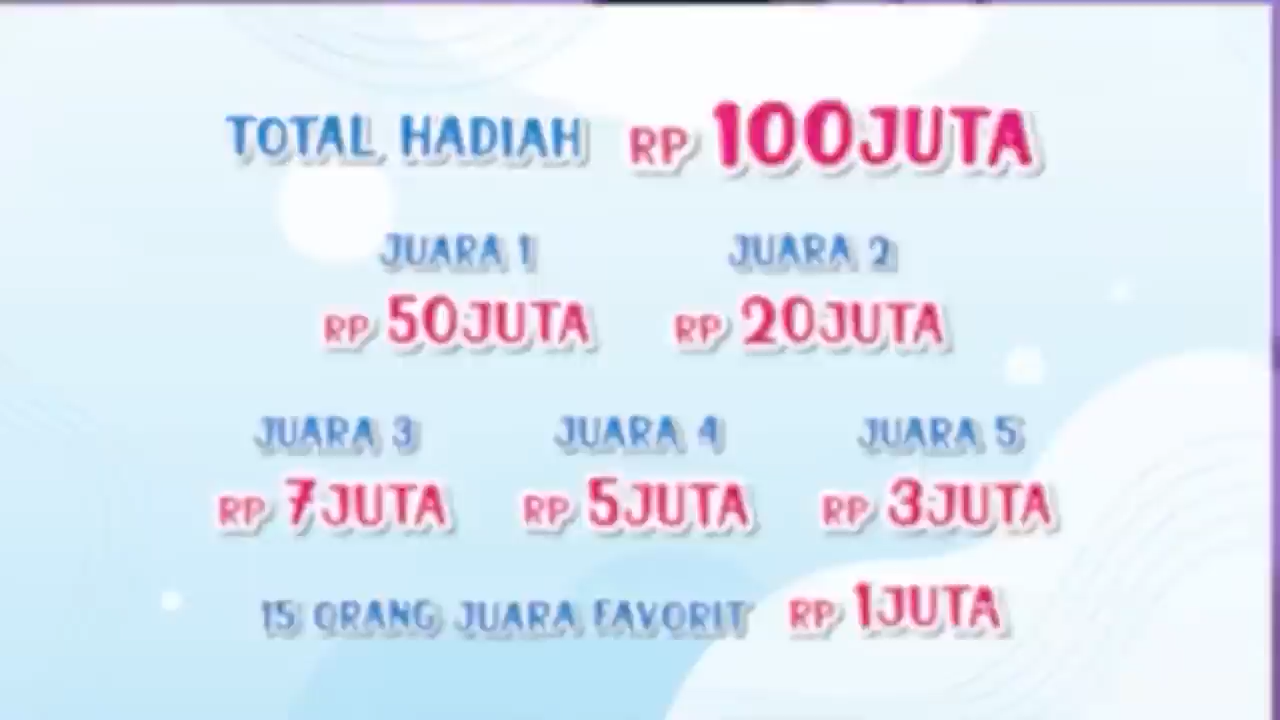 TOTAL HADIAH RP 100JUTA
JUARA 1 JUARA 2
RP 50JUTA RP 20JUTA
JUARA 3 JUARA 4 JUARA 5
RP 7JUTA RP 5JUTA RP 3JUTA
15 ORANG JUARA FAVORIT RP 1JUTA